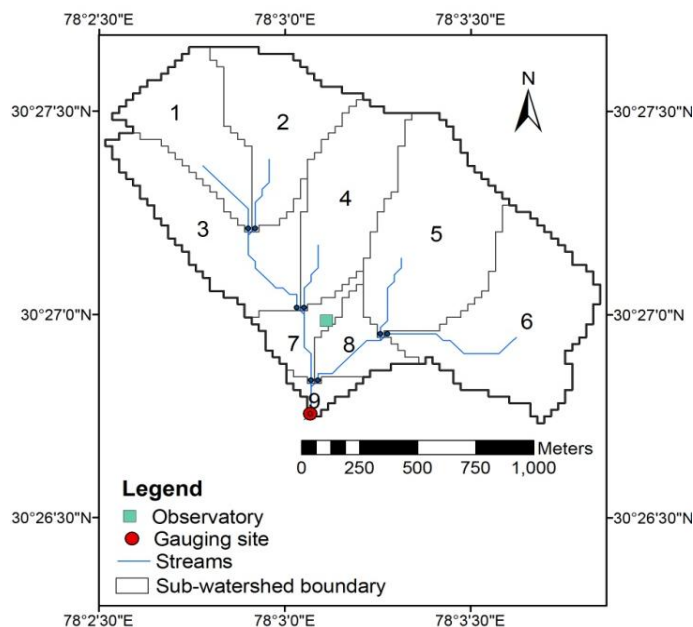 78°2'30"E 78°3'0"E 78°3'30"E
30°27'30"N 30°27'30"N
N
1
2
4
3
5
30°27'0"N 30°27'0"N
6
7
8
9
Meters
0 250 500 750 1,000
Legend
Observatory
Gauging site
Streams
Sub-watershed boundary
30°26'30"N 30°26'30"N
78°2'30"E 78°3'0"E 78°3'30"E